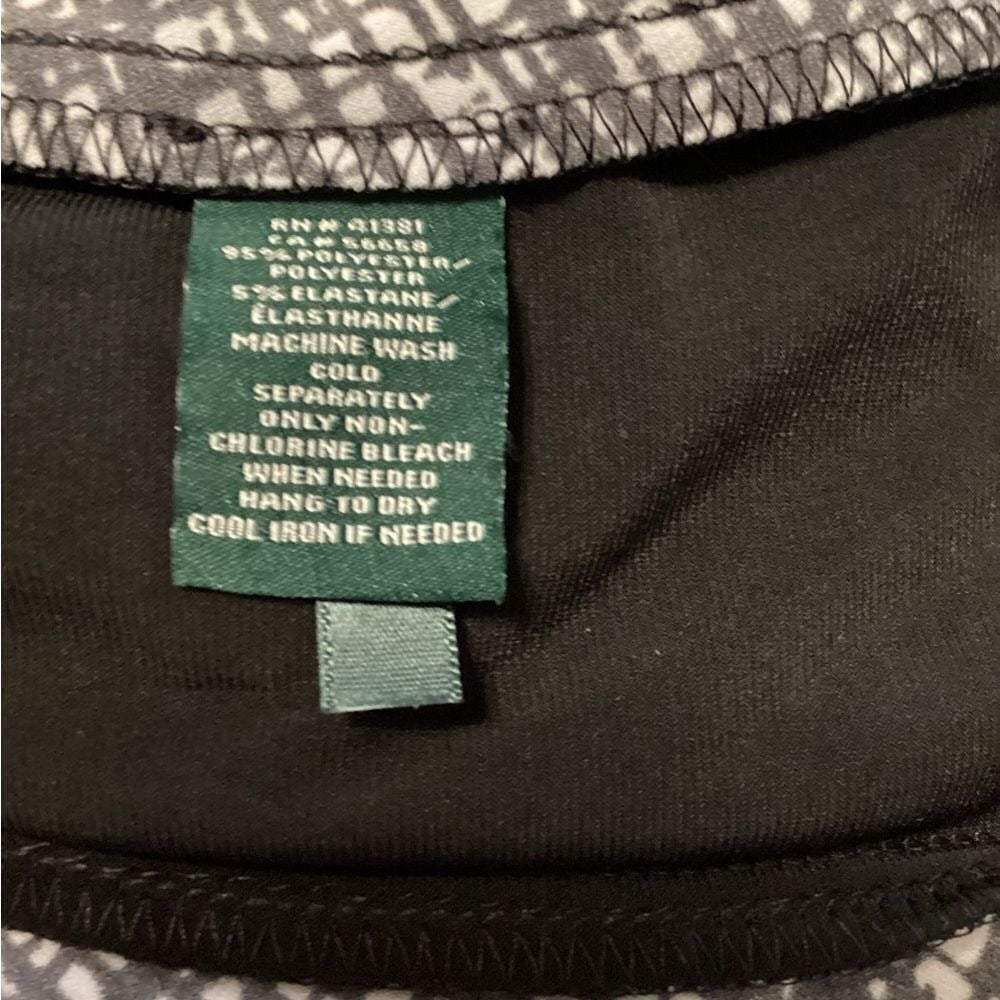 RN# 41381
CA# 56658
95% POLYESTER/
POLYESTER
5% ELASTANE/
ÉLASTHANNE
MACHINE WASH
COLD
SEPARATELY
ONLY NON-
CHLORINE BLEACH
WHEN NEEDED
HANG TO DRY
COOL IRON IF NEEDED